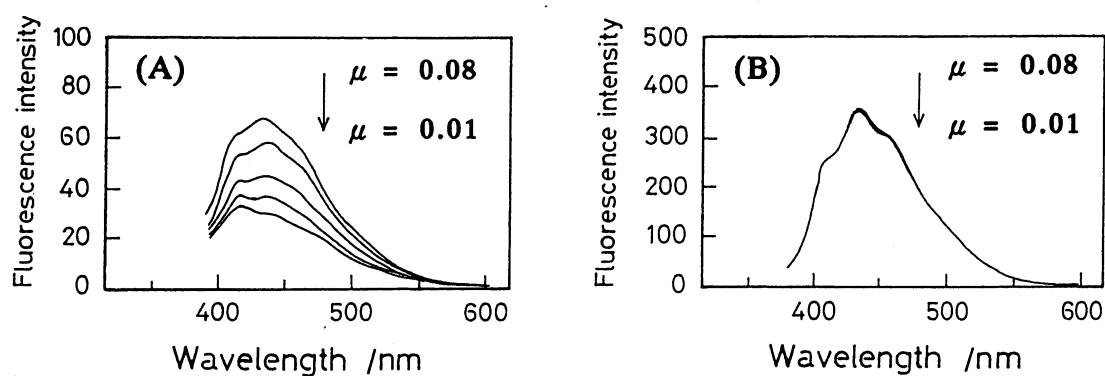 100
80
60
40
20
0
Fluorescence intensity
(A)
μ = 0.08
μ = 0.01
400 500 600
Wavelength /nm
500
400
300
200
100
0
Fluorescence intensity
(B)
μ = 0.08
μ = 0.01
400 500 600
Wavelength /nm